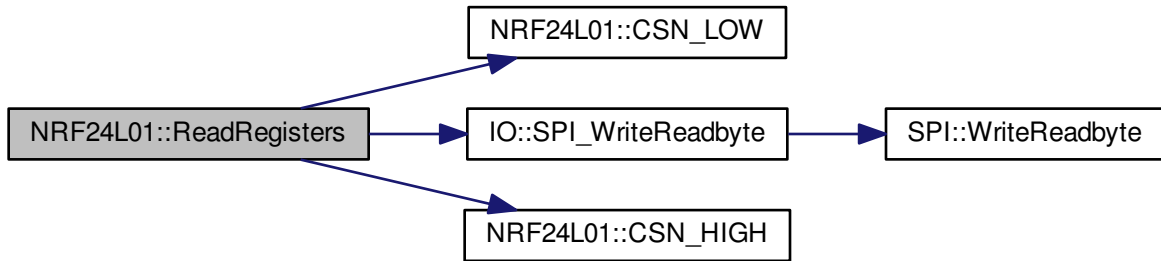 NRF24L01::CSN_LOW
NRF24L01::ReadRegisters
IO::SPI_WriteReadbyte
SPI::WriteReadbyte
NRF24L01::CSN_HIGH